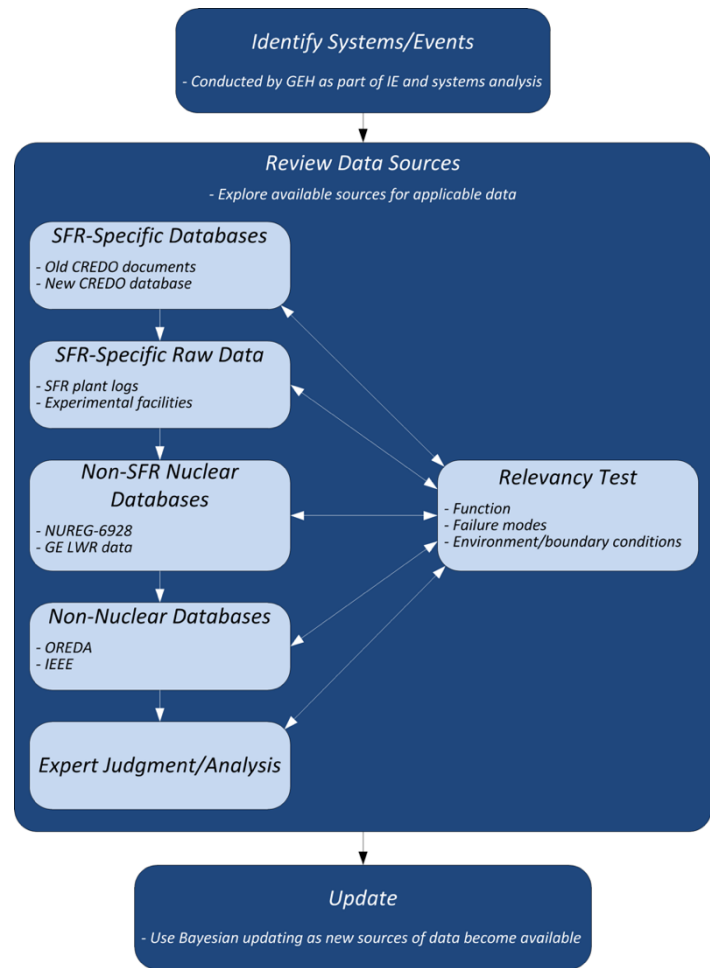 Identify Systems/Events
- Conducted by GEH as part of IE and systems analysis
Review Data Sources
- Explore available sources for applicable data
SFR-Specific Databases
- Old CREDO documents
- New CREDO database
SFR-Specific Raw Data
- SFR plant logs
- Experimental facilities
Non-SFR Nuclear
Databases
- NUREG-6928
- GE LWR data
Relevancy Test
- Function
- Failure modes
- Environment/boundary conditions
Non-Nuclear Databases
- OREDA
- IEEE
Expert Judgment/Analysis
Update
- Use Bayesian updating as new sources of data become available